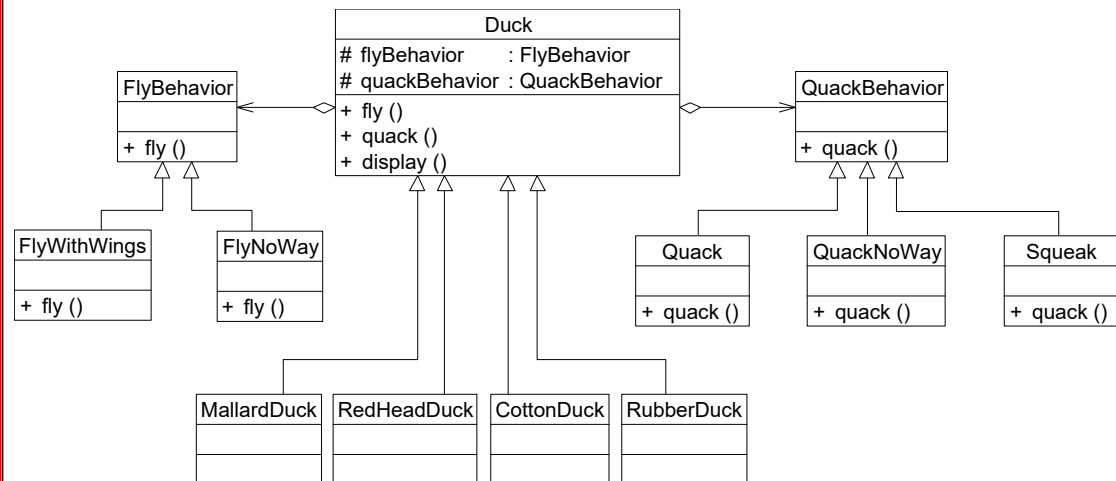 Duck
# flyBehavior : FlyBehavior
# quackBehavior : QuackBehavior
+ fly ()
+ quack ()
+ display ()
FlyBehavior
+ fly ()
QuackBehavior
+ quack ()
FlyWithWings
+ fly ()
FlyNoWay
+ fly ()
Quack
+ quack ()
QuackNoWay
+ quack ()
Squeak
+ quack ()
MallardDuck
RedHeadDuck
CottonDuck
RubberDuck